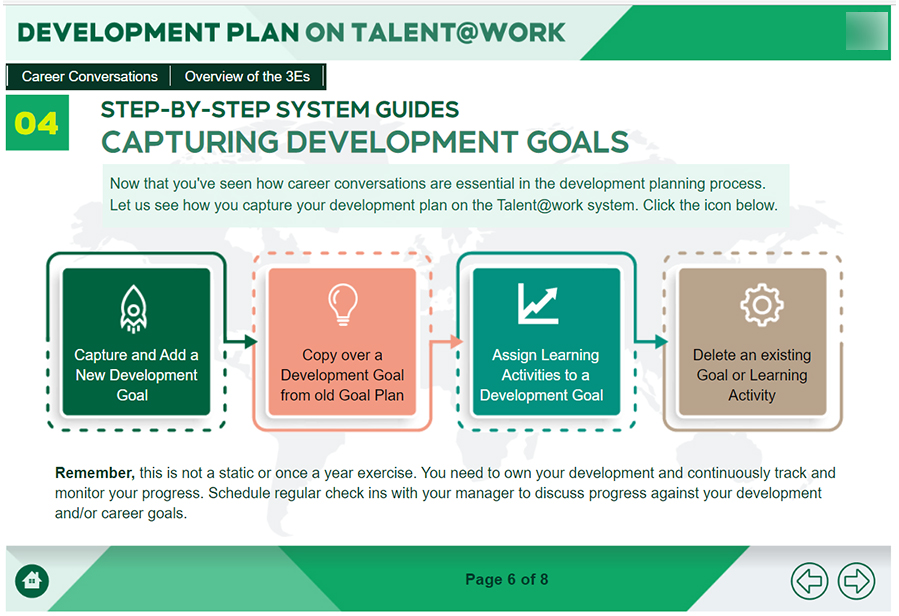 DEVELOPMENT PLAN ON TALENT@WORK
Career Conversations
Overview of the 3Es
04
STEP-BY-STEP SYSTEM GUIDES
CAPTURING DEVELOPMENT GOALS
Now that you've seen how career conversations are essential in the development planning process.
Let us see how you capture your development plan on the Talent@work system. Click the icon below.
Capture and Add a
New Development
Goal
Copy over a
Development Goal
from old Goal Plan
Assign Learning
Activities to a
Development Goal
Delete an existing
Goal or Learning
Activity
Remember, this is not a static or once a year exercise. You need to own your development and continuously track and
monitor your progress. Schedule regular check ins with your manager to discuss progress against your development
and/or career goals.
Page 6 of 8